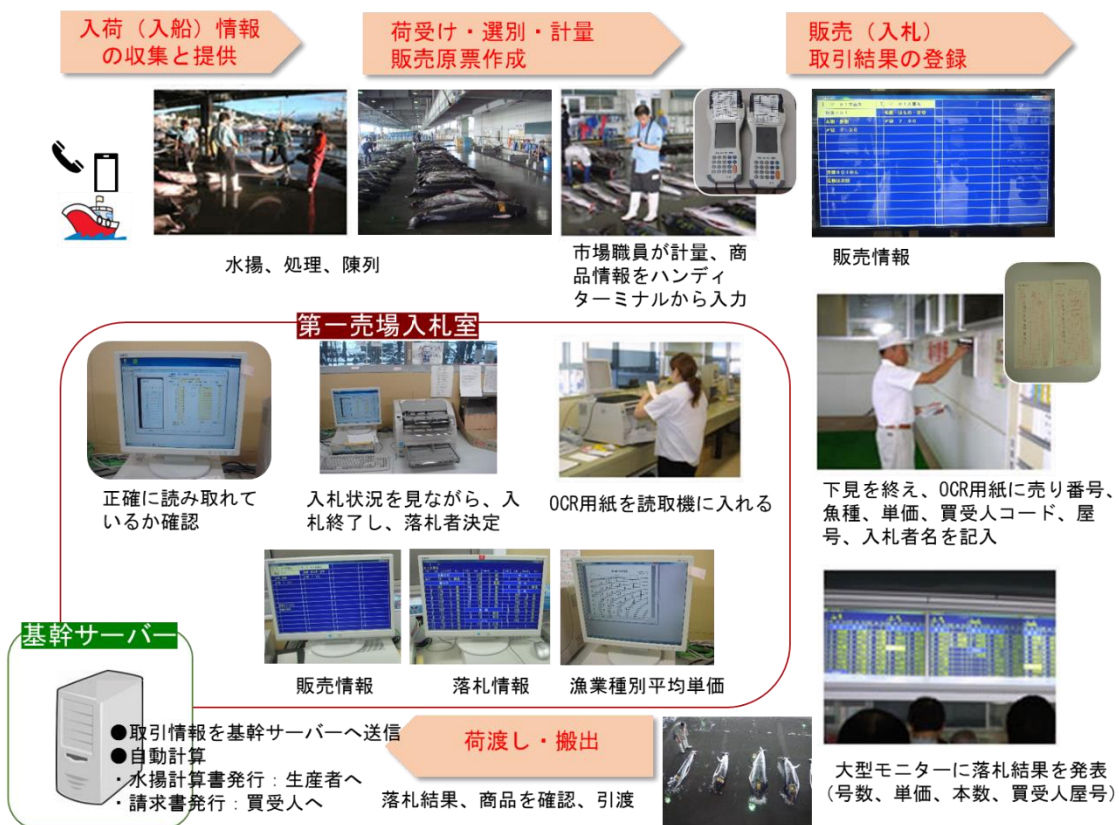 入荷（入船）情報
の収集と提供
荷受け・選別・計量
販売原票作成
販売（入札）
取引結果の登録
水揚、処理、陳列
市場職員が計量、商
品情報をハンディ
ターミナルから入力
販売情報
第一売場入札室
正確に読み取れて
いるか確認
入札状況を見ながら、入
札終了し、落札者決定
OCR用紙を読取機に入れる
下見を終え、OCR用紙に売り番号、
魚種、単価、買受人コード、屋
号、入札者名を記入
販売情報
落札情報
漁業種別平均単価
基幹サーバー
●取引情報を基幹サーバーへ送信
●自動計算
・水揚計算書発行：生産者へ
・請求書発行：買受人へ
荷渡し・搬出
落札結果、商品を確認、引渡
大型モニターに落札結果を発表
（号数、単価、本数、買受人屋号）